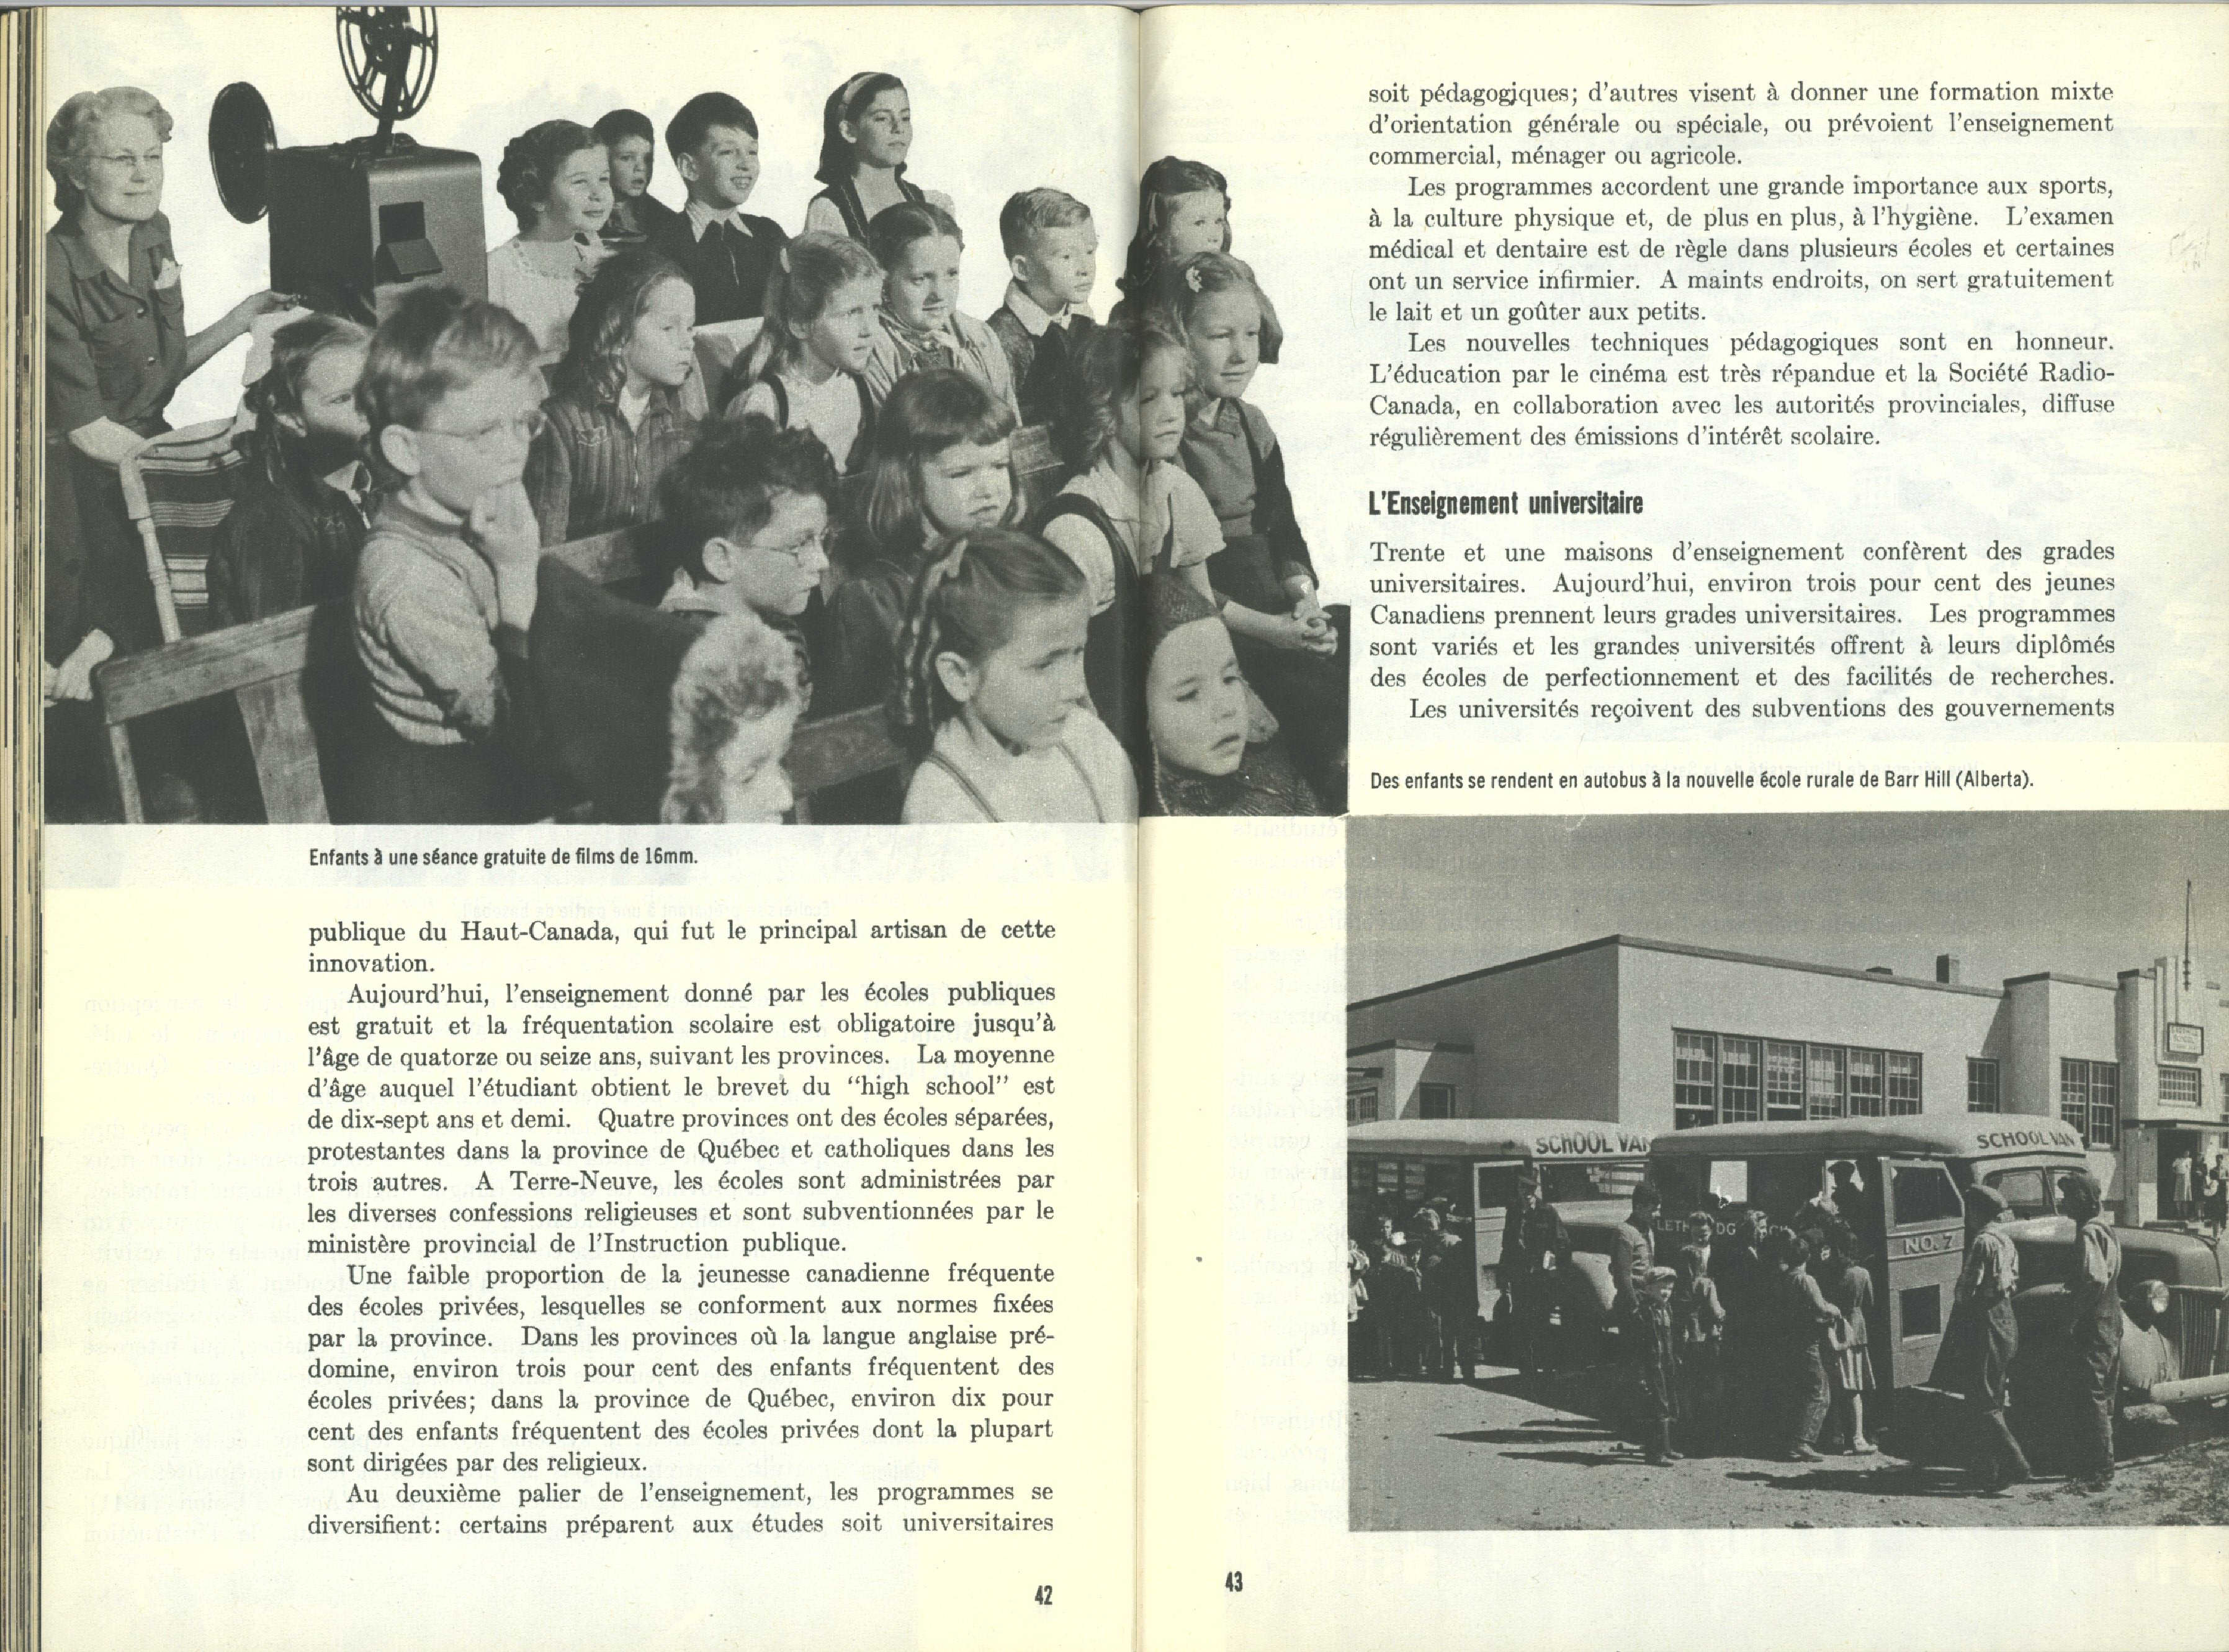 Enfants à une séance gratuite de films de 16mm.
publique du Haut-Canada, qui fut le principal artisan de cette
innovation.
Aujourd'hui, l'enseignement donné par les écoles publiques
est gratuit et la fréquentation scolaire est obligatoire jusqu'à
l'âge de quatorze ou seize ans, suivant les provinces. La moyenne
d'âge auquel l'étudiant obtient le brevet du “high school” est
de dix-sept ans et demi. Quatre provinces ont des écoles séparées,
protestantes dans la province de Québec et catholiques dans les
trois autres. A Terre-Neuve, les écoles sont administrées par
les diverses confessions religieuses et sont subventionnées par le
ministère provincial de l'Instruction publique.
Une faible proportion de la jeunesse canadienne fréquente
des écoles privées, lesquelles se conforment aux normes fixées
par la province. Dans les provinces où la langue anglaise pré-
domine, environ trois pour cent des enfants fréquentent des
écoles privées; dans la province de Québec, environ dix pour
cent des enfants fréquentent des écoles privées dont la plupart
sont dirigées par des religieux.
Au deuxième palier de l'enseignement, les programmes se
diversifient: certains préparent aux études soit universitaires
42
soit pédagogiques; d'autres visent à donner une formation mixte
d'orientation générale ou spéciale, ou prévoient l'enseignement
commercial, ménager ou agricole.
Les programmes accordent une grande importance aux sports,
à la culture physique et, de plus en plus, à l'hygiène. L'examen
médical et dentaire est de règle dans plusieurs écoles et certaines
ont un service infirmier. A maints endroits, on sert gratuitement
le lait et un goûter aux petits.
Les nouvelles techniques pédagogiques sont en honneur.
L'éducation par le cinéma est très répandue et la Société Radio-
Canada, en collaboration avec les autorités provinciales, diffuse
régulièrement des émissions d'intérêt scolaire.
L'Enseignement universitaire
Trente et une maisons d'enseignement confèrent des grades
universitaires. Aujourd'hui, environ trois pour cent des jeunes
Canadiens prennent leurs grades universitaires. Les programmes
sont variés et les grandes universités offrent à leurs diplômés
des écoles de perfectionnement et des facilités de recherches.
Les universités reçoivent des subventions des gouvernements
Des enfants se rendent en autobus à la nouvelle école rurale de Barr Hill (Alberta).
SCHOOL VAN
SCHOOL VAN
NO. 7
43